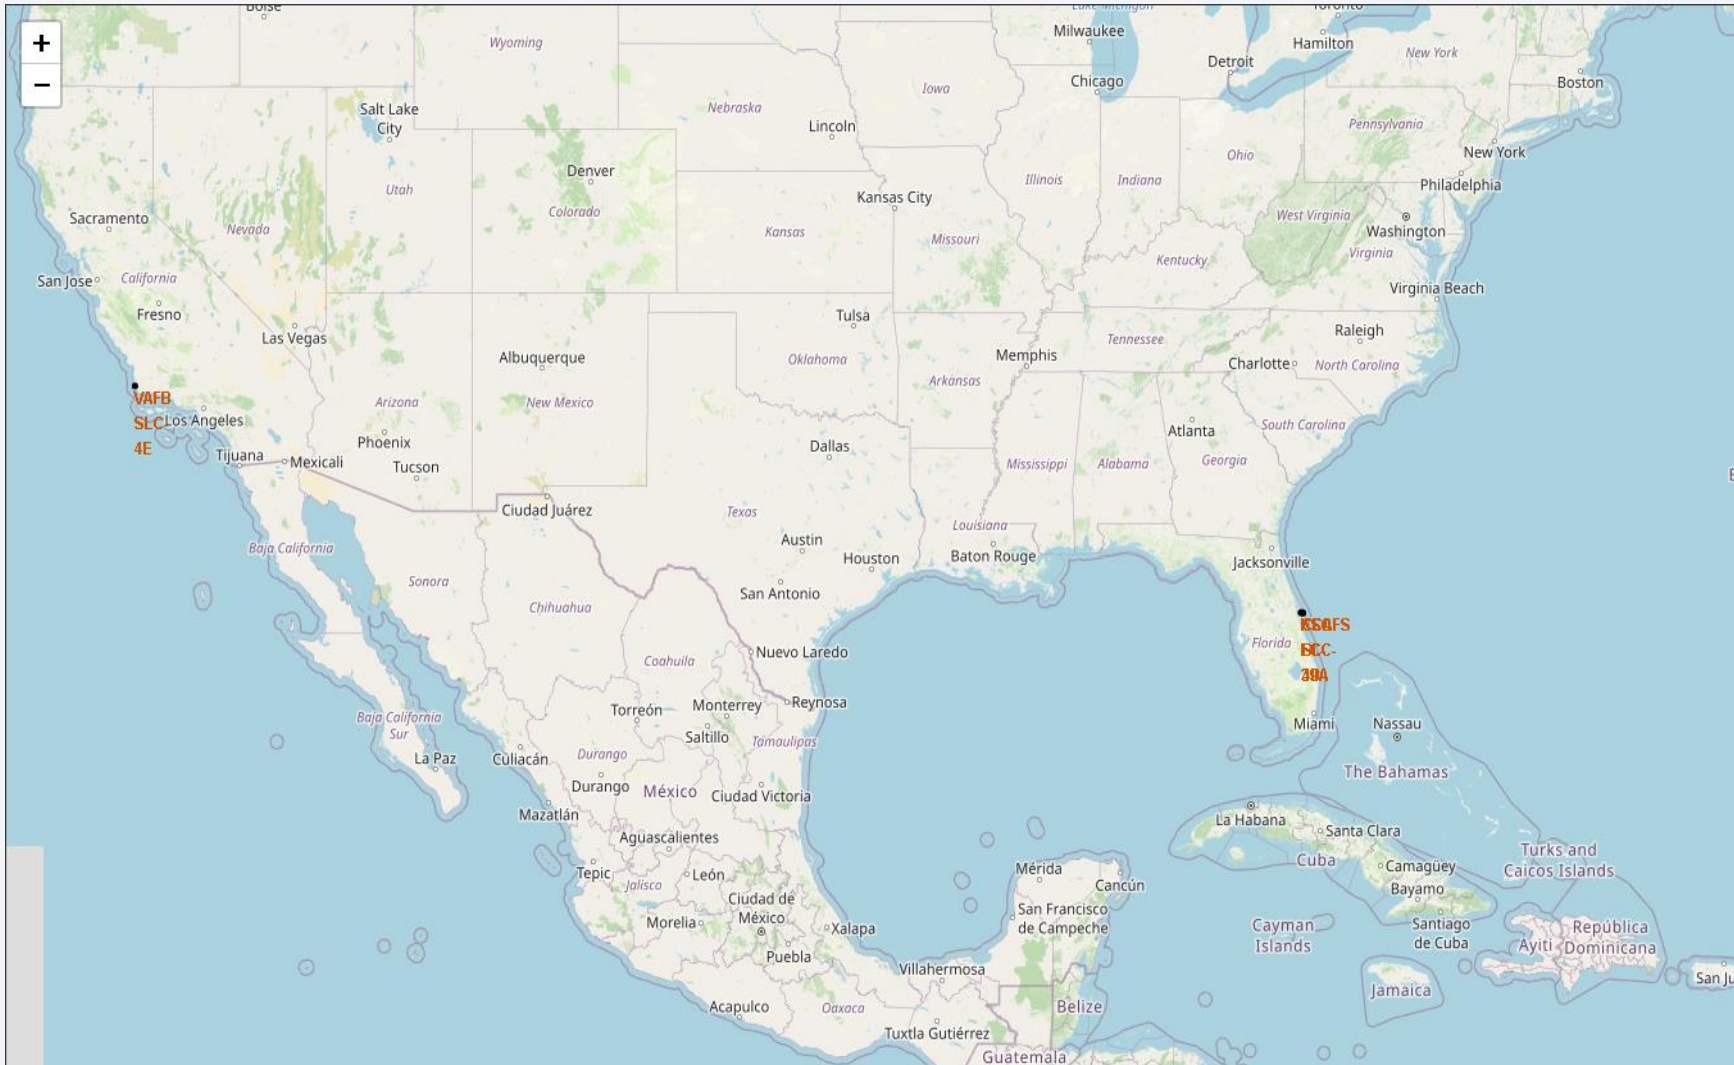 +
−
Boise
Lake Michigan
Toronto
Milwaukee
Hamilton
Wyoming
New York
Detroit
Chicago
Boston
Iowa
Salt Lake
City
Nebraska
Lincoln
Pennsylvania
New York
Ohio
Denver
Illinois
Indiana
Philadelphia
Utah
Kansas City
Colorado
West Virginia
Sacramento
Nevada
Kansas
Missouri
Washington
Virginia
Kentucky
San Jose
California
Virginia Beach
Fresno
Tulsa
Las Vegas
Raleigh
Tennessee
Albuquerque
Oklahoma
Memphis
Charlotte
North Carolina
Arkansas
VAFB
SLC
4E
Los Angeles
Arizona
New Mexico
South Carolina
Atlanta
Phoenix
Dallas
Tijuana
Mexicali
Tucson
Mississippi
Alabama
Georgia
Ciudad Juárez
Texas
Louisiana
Austin
Houston
Baton Rouge
Baja California
Jacksonville
Sonora
San Antonio
Chihuahua
Florida
Nuevo Laredo
Coahuila
Torreón
Monterrey
Reynosa
Baja California
Sur
Saltillo
Tamaulipas
Miami
Nassau
La Paz
Culiacán
Durango
Durango
México
Ciudad Victoria
The Bahamas
Mazatlán
La Habana
Aguascalientes
Santa Clara
Turks and
Caicos Islands
Cuba
Tepic
León
Jalisco
Mérida
Cancún
Camagüey
Bayamo
Ciudad de
México
Morelia
Xalapa
San Francisco
de Campeche
Cayman
Islands
Santiago
de Cuba
Ayiti
República
Dominicana
Puebla
Villahermosa
San Ju
Acapulco
Oaxaca
Belize
Jamaica
Tuxtla Gutiérrez
Guatemala